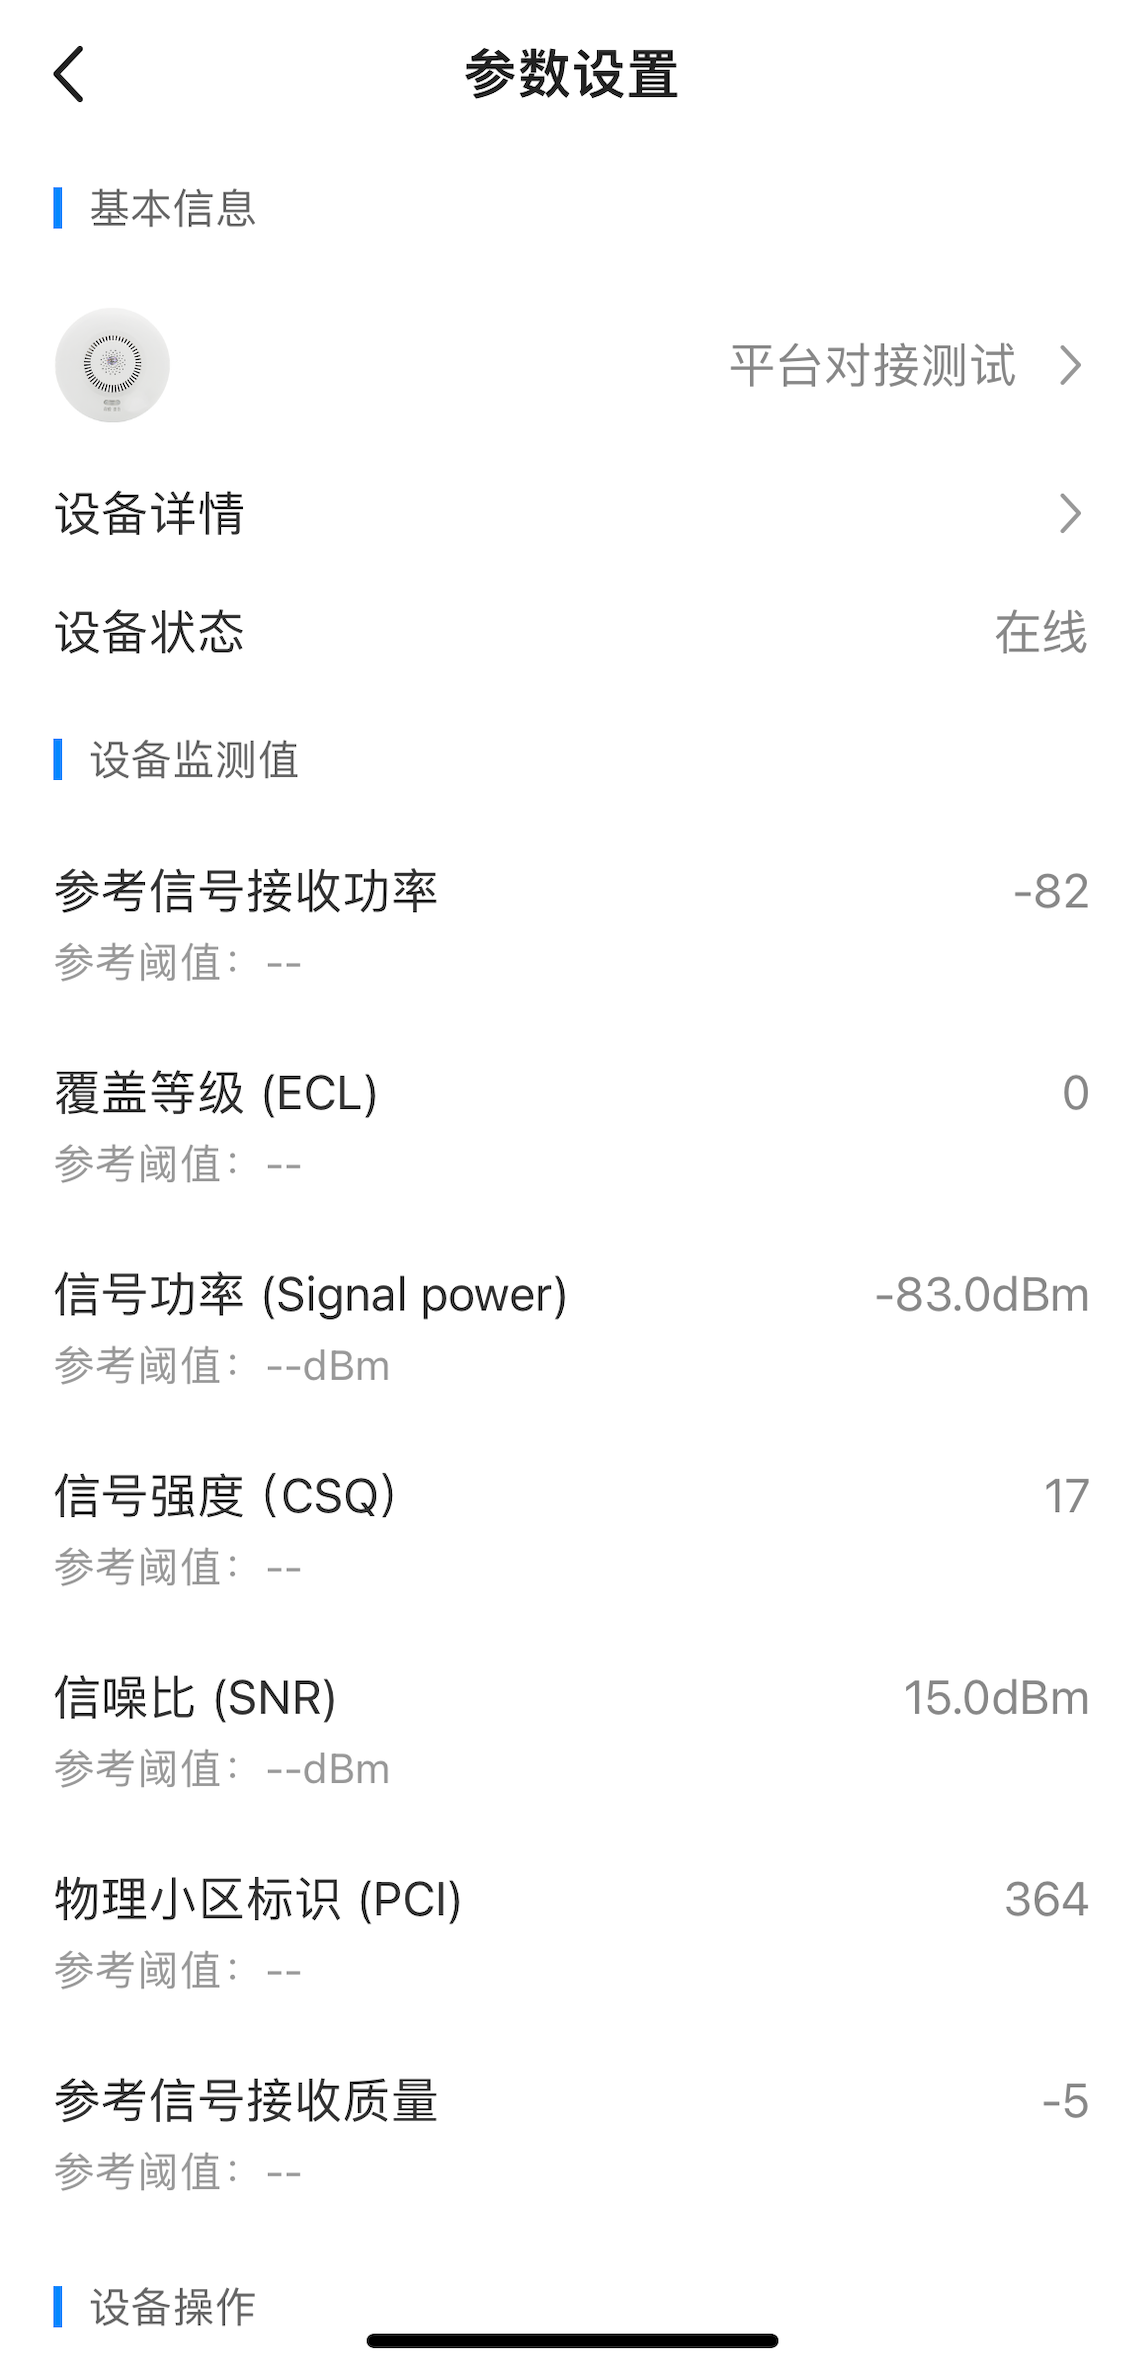 参数设置
基本信息
平台对接测试
设备详情
设备状态 在线
设备监测值
参考信号接收功率 -82
参考阈值： --
覆盖等级 (ECL) 0
参考阈值： --
信号功率 (Signal power) -83.0dBm
参考阈值： --dBm
信号强度（CSQ） 17
参考阈值： --
信噪比 (SNR) 15.0dBm
参考阈值： --dBm
物理小区标识 (PCI) 364
参考阈值： --
参考信号接收质量 -5
参考阈值： --
设备操作